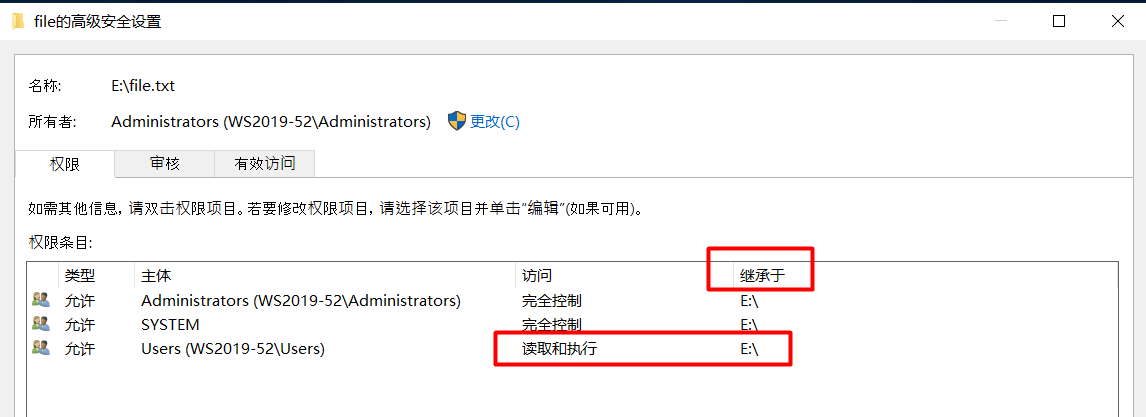 file的高级安全设置
名称: E:\file.txt
所有者: Administrators (WS2019-52\Administrators) 更改(C)
权限 审核 有效访问
如需其他信息，请双击权限项目。若要修改权限项目，请选择该项目并单击“编辑”(如果可用)。
权限条目:
类型 主体 访问 继承于
允许 Administrators (WS2019-52\Administrators) 完全控制 E:\
允许 SYSTEM 完全控制 E:\
允许 Users (WS2019-52\Users) 读取和执行 E:\